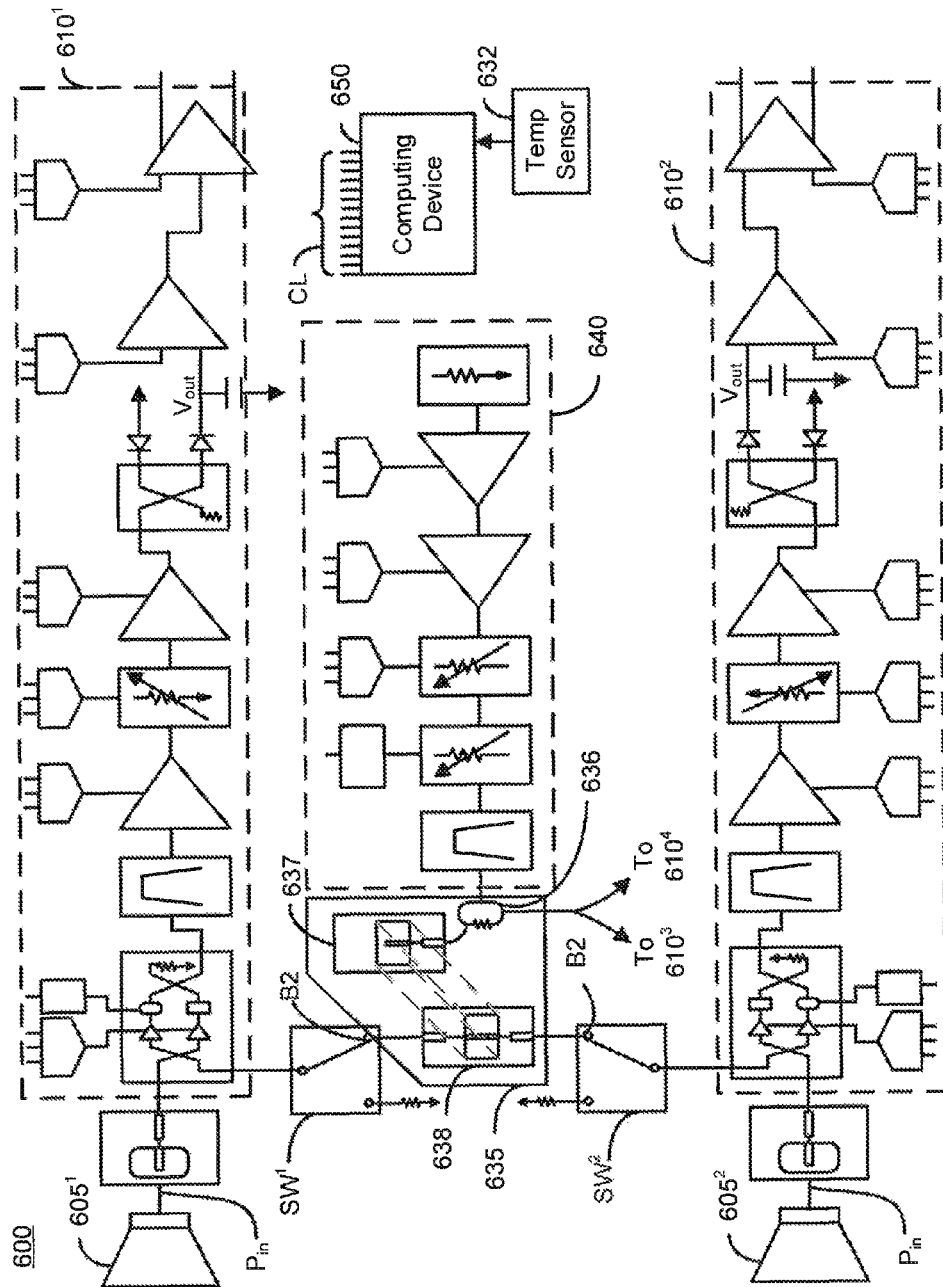 600
610¹
605¹
P_in
V_out
CL
650
Computing
Device
632
Temp
Sensor
640
637
636
B2
SW¹
To
610³
To
610⁴
B2
638
635
SW²
610²
V_out
605²
P_in